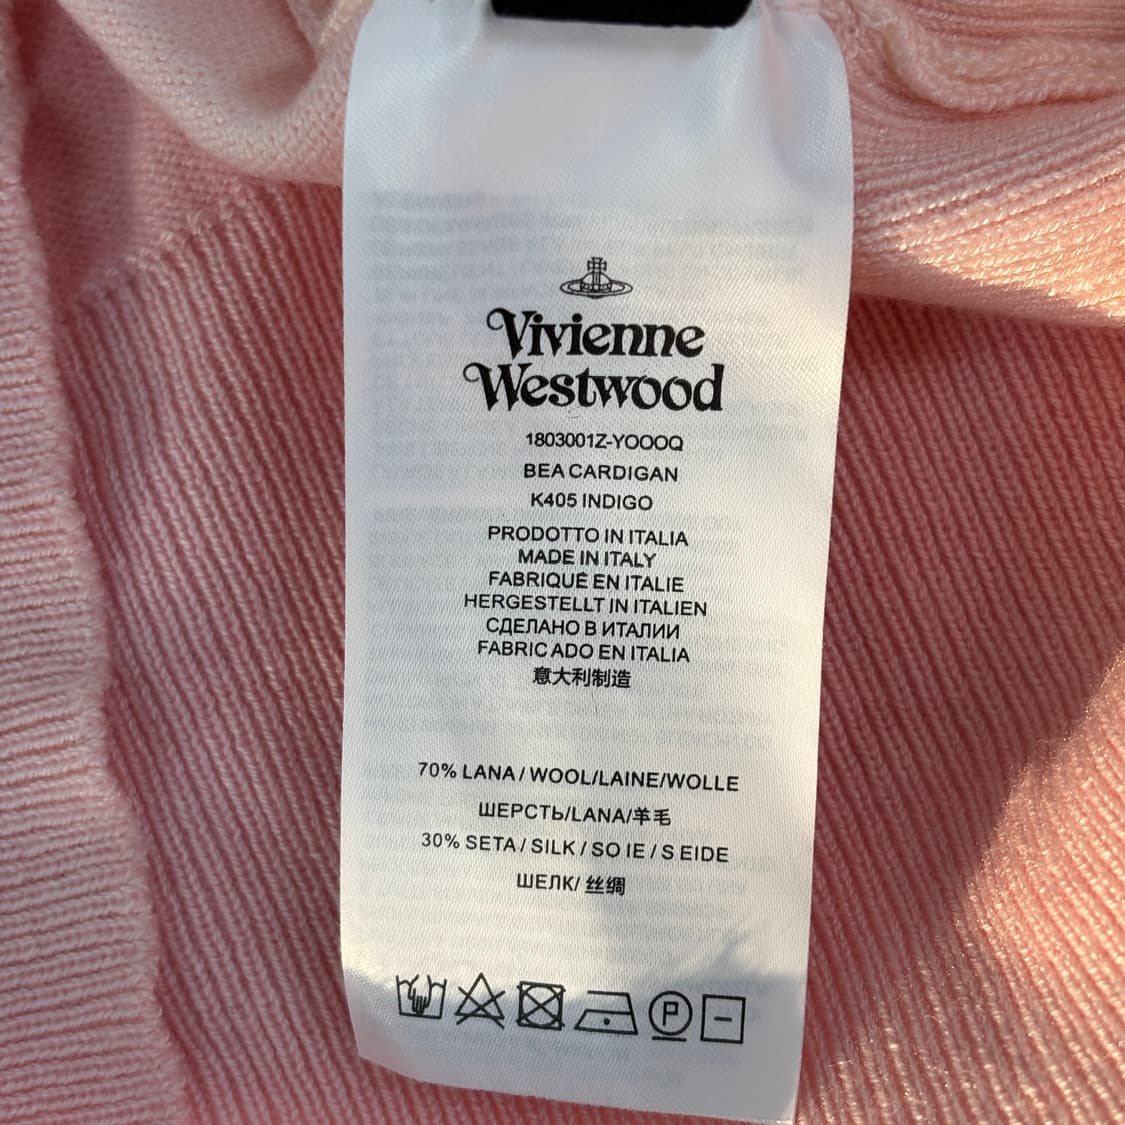 Vivienne
Westwood
1803001Z-YOOOQ
BEA CARDIGAN
K405 INDIGO
PRODOTTO IN ITALIA
MADE IN ITALY
FABRIQUÉ EN ITALIE
HERGESTELLT IN ITALIEN
СДЕЛАНО В ИТАЛИИ
FABRIC ADO EN ITALIA
意大利制造
70% LANA / WOOL/LAINE/WOLLE
ШЕРСТЬ/LANA/羊毛
30% SETA / SILK / SO IE / S EIDE
ШЕЛК/ 丝绸
P